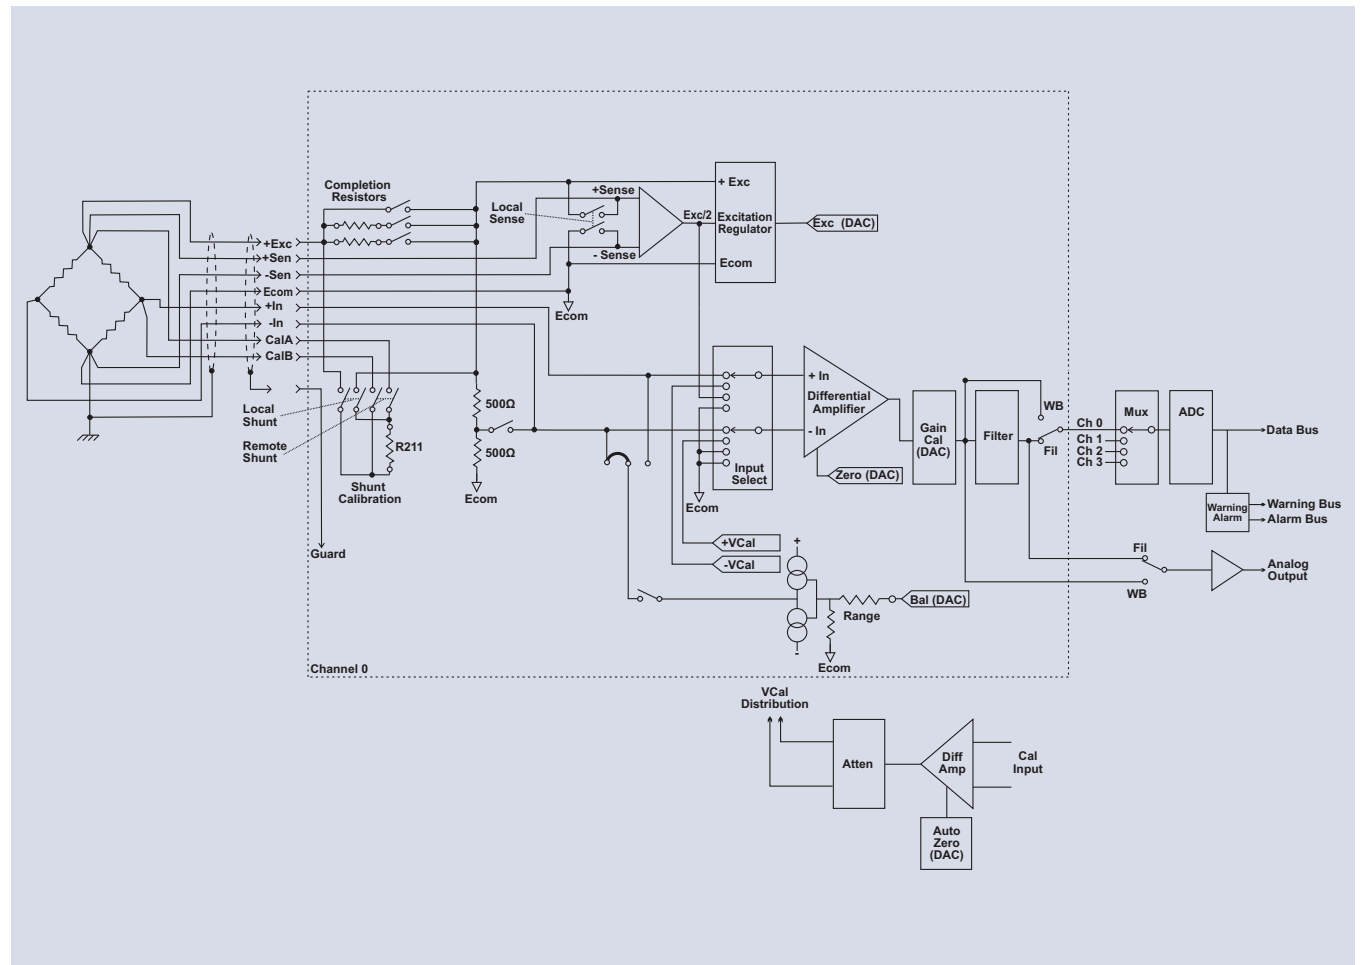 Completion
Resistors
+Exc
+Sen
-Sen
Ecom
+In
-In
CalA
CalB
Local
Shunt
Remote
Shunt
R211
Shunt
Calibration
Guard
Channel 0
500Ω
500Ω
Ecom
Local
Sense
+Sense
- Sense
Ecom
Exc/2
+ Exc
Excitation
Regulator
Ecom
Exc (DAC)
Input
Select
Ecom
+ In
Differential
Amplifier
- In
Zero (DAC)
+VCal
-VCal
+
-
Range
Bal (DAC)
Ecom
Gain
Cal
(DAC)
Filter
WB
Fil
Ch 0
Ch 1
Ch 2
Ch 3
Mux
ADC
Data Bus
Warning
Alarm
Warning Bus
Alarm Bus
Fil
WB
Analog
Output
VCal
Distribution
Atten
Diff
Amp
Cal
Input
Auto
Zero
(DAC)